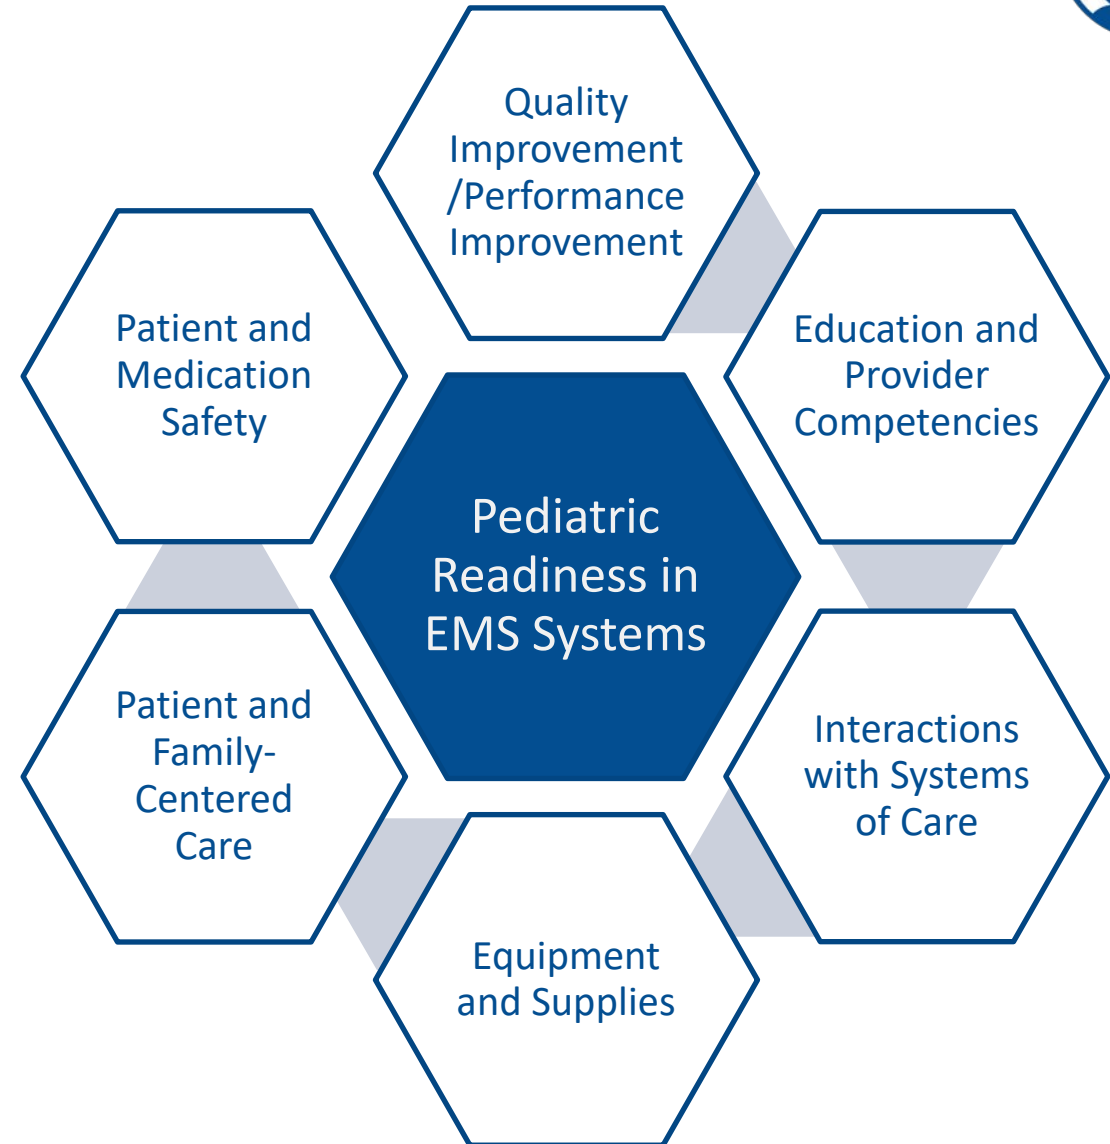 Quality
Improvement
/Performance
Improvement
Education and
Provider
Competencies
Interactions
with Systems
of Care
Equipment
and Supplies
Patient and
Family-
Centered
Care
Patient and
Medication
Safety
Pediatric
Readiness in
EMS Systems